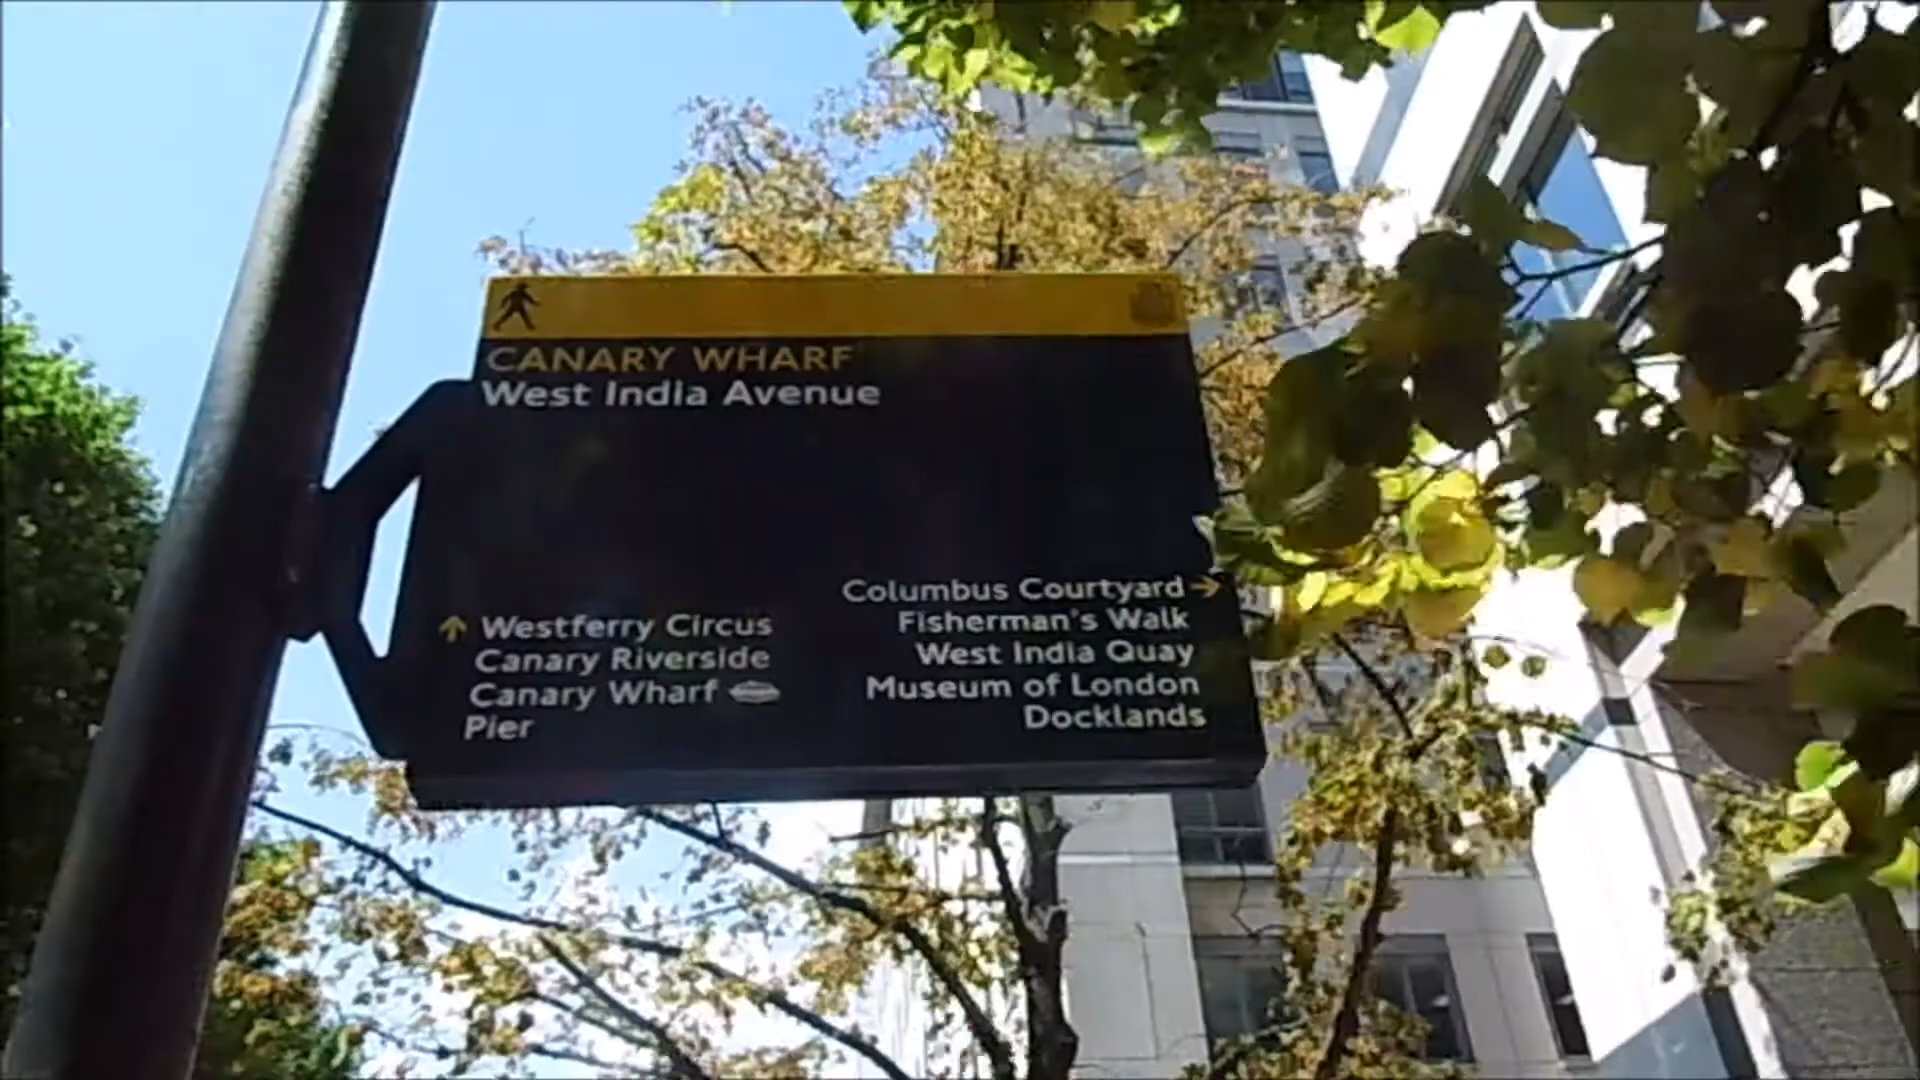 CANARY WHARF
West India Avenue
Westferry Circus
Canary Riverside
Canary Wharf
Pier
Columbus Courtyard
Fisherman's Walk
West India Quay
Museum of London
Docklands